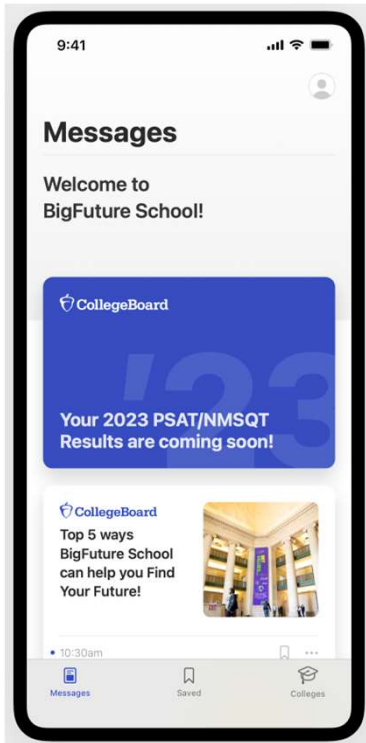 9:41
Messages
Welcome to
BigFuture School!
CollegeBoard
'23
Your 2023 PSAT/NMSQT
Results are coming soon!
CollegeBoard
Top 5 ways
BigFuture School
can help you Find
Your Future!
10:30am
Messages
Saved
Colleges